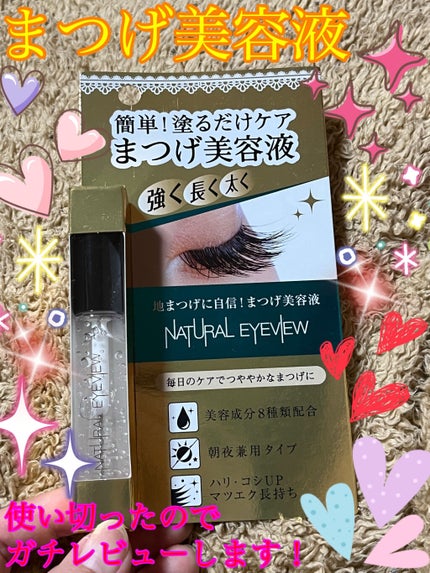 まつげ美容液
簡単!塗るだけケア
まつげ美容液
強く 長く 太く
地まつげに自信!まつげ美容液
NATURAL EYEVIEW
毎日のケアでつややかなまつげに
美容成分8種類配合
朝夜兼用タイプ
ハリ・コシUP
マツエク長持ち
NATURAL EYEVIEW
使い切ったので
ガチレビューします!